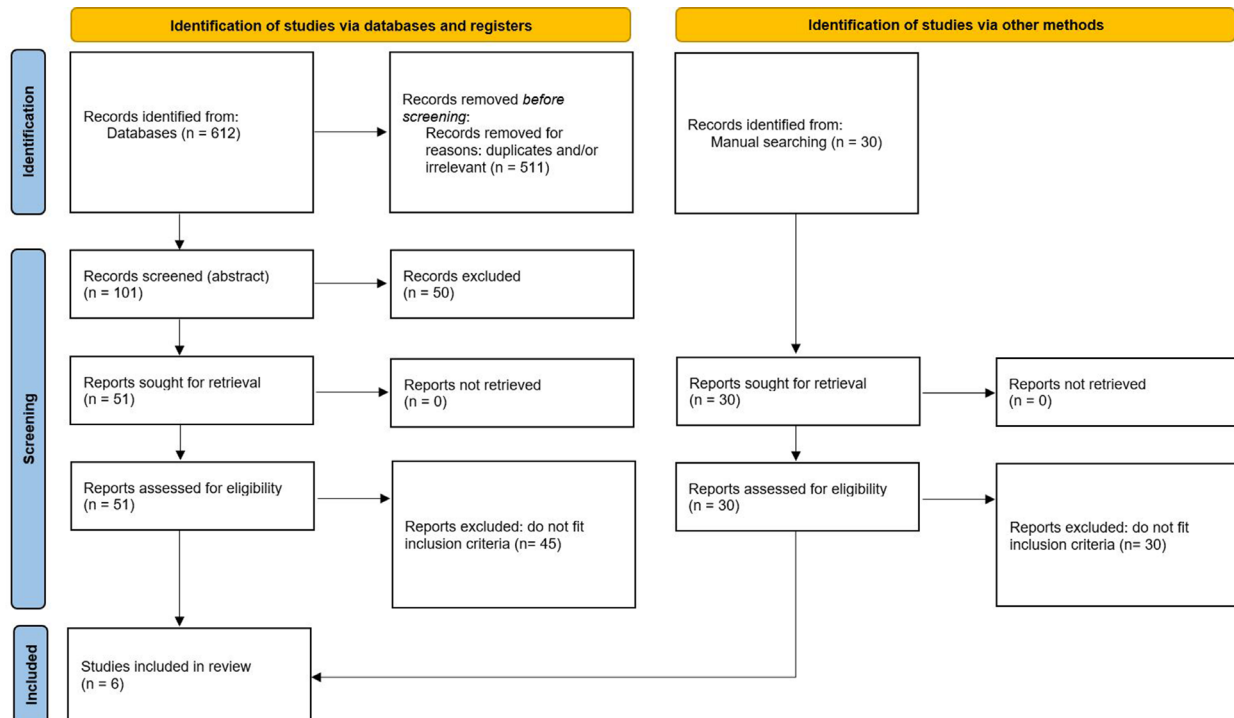 Identification of studies via databases and registers
Identification of studies via other methods
Identification
Records identified from:
Databases (n = 612)
Records removed before
screening:
Records removed for
reasons: duplicates and/or
irrelevant (n = 511)
Records identified from:
Manual searching (n = 30)
Screening
Records screened (abstract)
(n = 101)
Records excluded
(n = 50)
Reports sought for retrieval
(n = 51)
Reports not retrieved
(n = 0)
Reports sought for retrieval
(n = 30)
Reports not retrieved
(n = 0)
Reports assessed for eligibility
(n = 51)
Reports excluded: do not fit
inclusion criteria (n= 45)
Reports assessed for eligibility
(n = 30)
Reports excluded: do not fit
inclusion criteria (n= 30)
Included
Studies included in review
(n = 6)